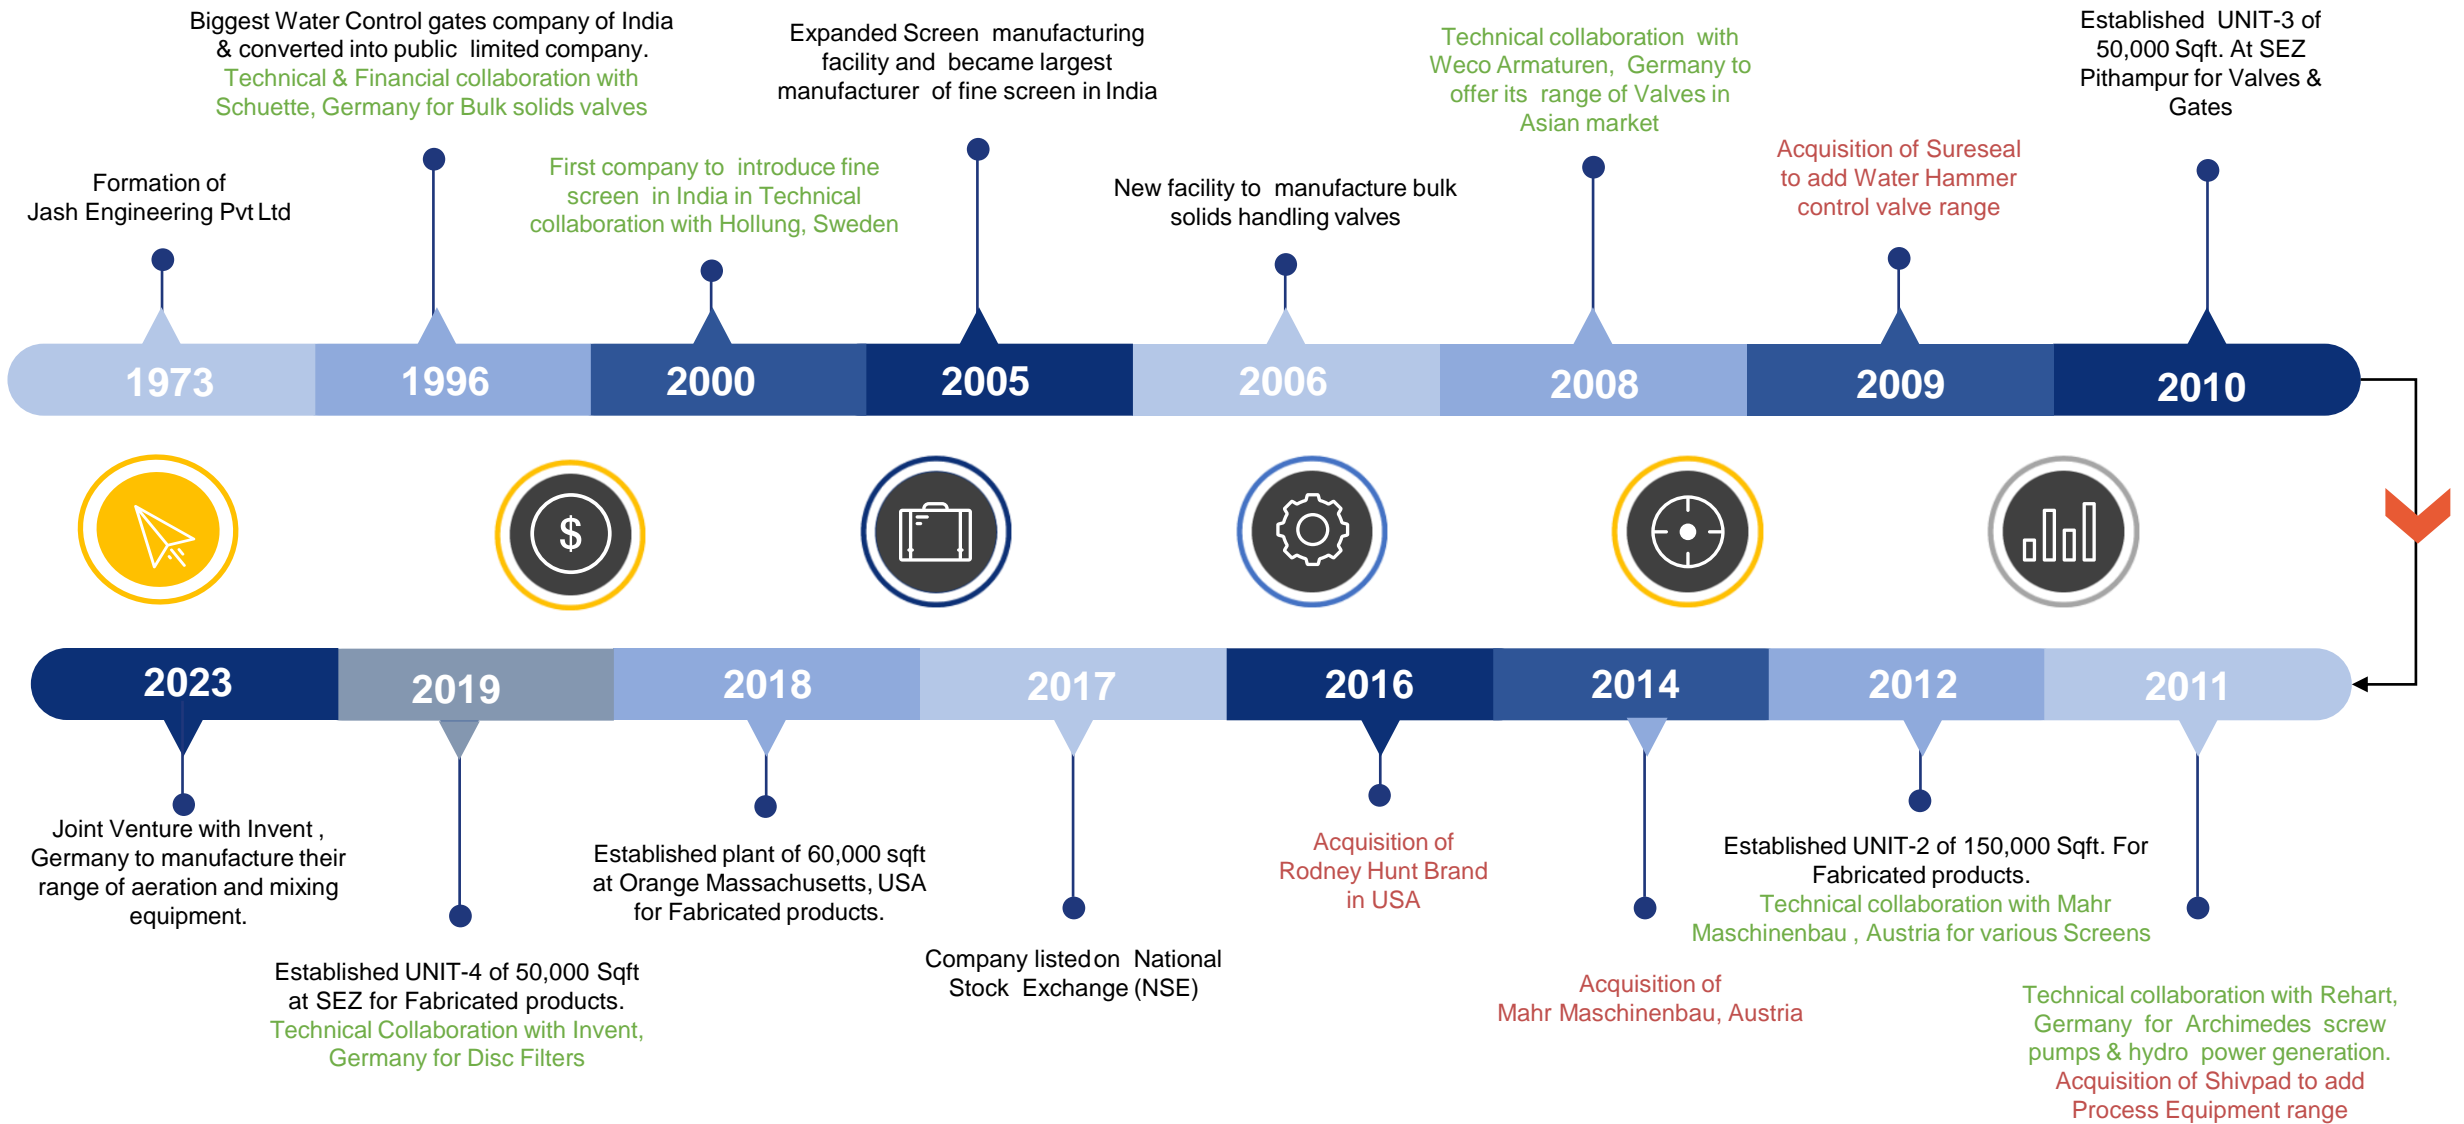 Formation of
Jash Engineering Pvt Ltd
1973
Biggest Water Control gates company of India
& converted into public limited company.
Technical & Financial collaboration with
Schuette, Germany for Bulk solids valves
1996
First company to introduce fine
screen in India in Technical
collaboration with Hollung, Sweden
2000
Expanded Screen manufacturing
facility and became largest
manufacturer of fine screen in India
2005
New facility to manufacture bulk
solids handling valves
2006
Technical collaboration with
Weco Armaturen, Germany to
offer its range of Valves in
Asian market
2008
Acquisition of Sureseal
to add Water Hammer
control valve range
2009
Established UNIT-3 of
50,000 Sqft. At SEZ
Pithampur for Valves &
Gates
2010
$
2011
Technical collaboration with Rehart,
Germany for Archimedes screw
pumps & hydro power generation.
Acquisition of Shivpad to add
Process Equipment range
2012
Established UNIT-2 of 150,000 Sqft. For
Fabricated products.
Technical collaboration with Mahr
Maschinenbau , Austria for various Screens
2014
Acquisition of
Mahr Maschinenbau, Austria
2016
Acquisition of
Rodney Hunt Brand
in USA
2017
Company listed on National
Stock Exchange (NSE)
2018
Established plant of 60,000 sqft
at Orange Massachusetts, USA
for Fabricated products.
2019
Established UNIT-4 of 50,000 Sqft
at SEZ for Fabricated products.
Technical Collaboration with Invent,
Germany for Disc Filters
2023
Joint Venture with Invent ,
Germany to manufacture their
range of aeration and mixing
equipment.